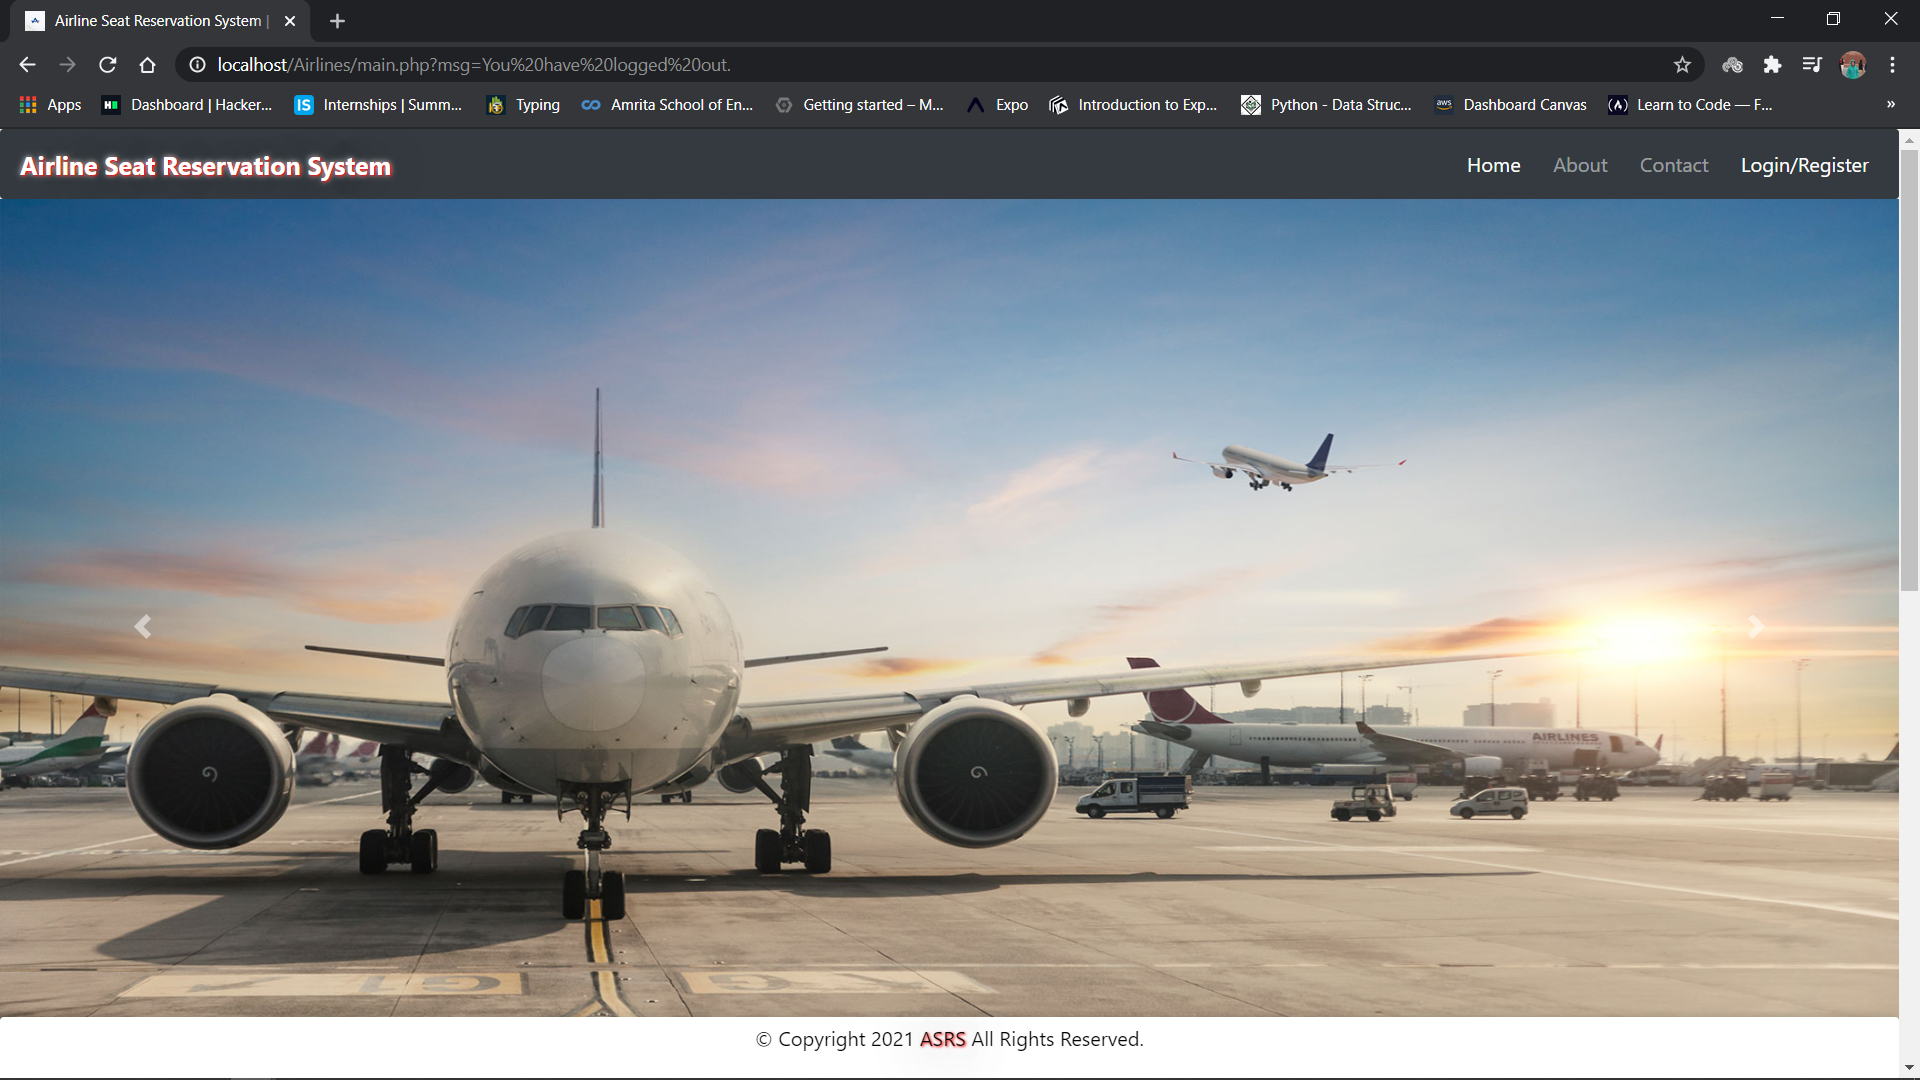 Airline Seat Reservation System |
localhost/Airlines/main.php?msg=You%20have%20logged%20out.
Apps Dashboard | Hacker... Internships | Summ... Typing Amrita School of En... Getting started – M... Expo Introduction to Exp... Python - Data Struc... aws Dashboard Canvas Learn to Code — F... »
Airline Seat Reservation System Home About Contact Login/Register
AIRLINES
© Copyright 2021 ASRS All Rights Reserved.